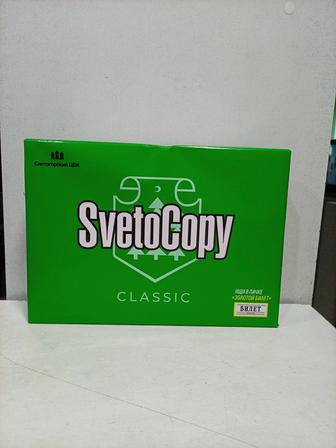 Светогорский ЦБК
SvetoCopy
CLASSIC
ИЩИ В ПАЧКЕ
«ЗОЛОТОЙ БИЛЕТ»
БИЛЕТ